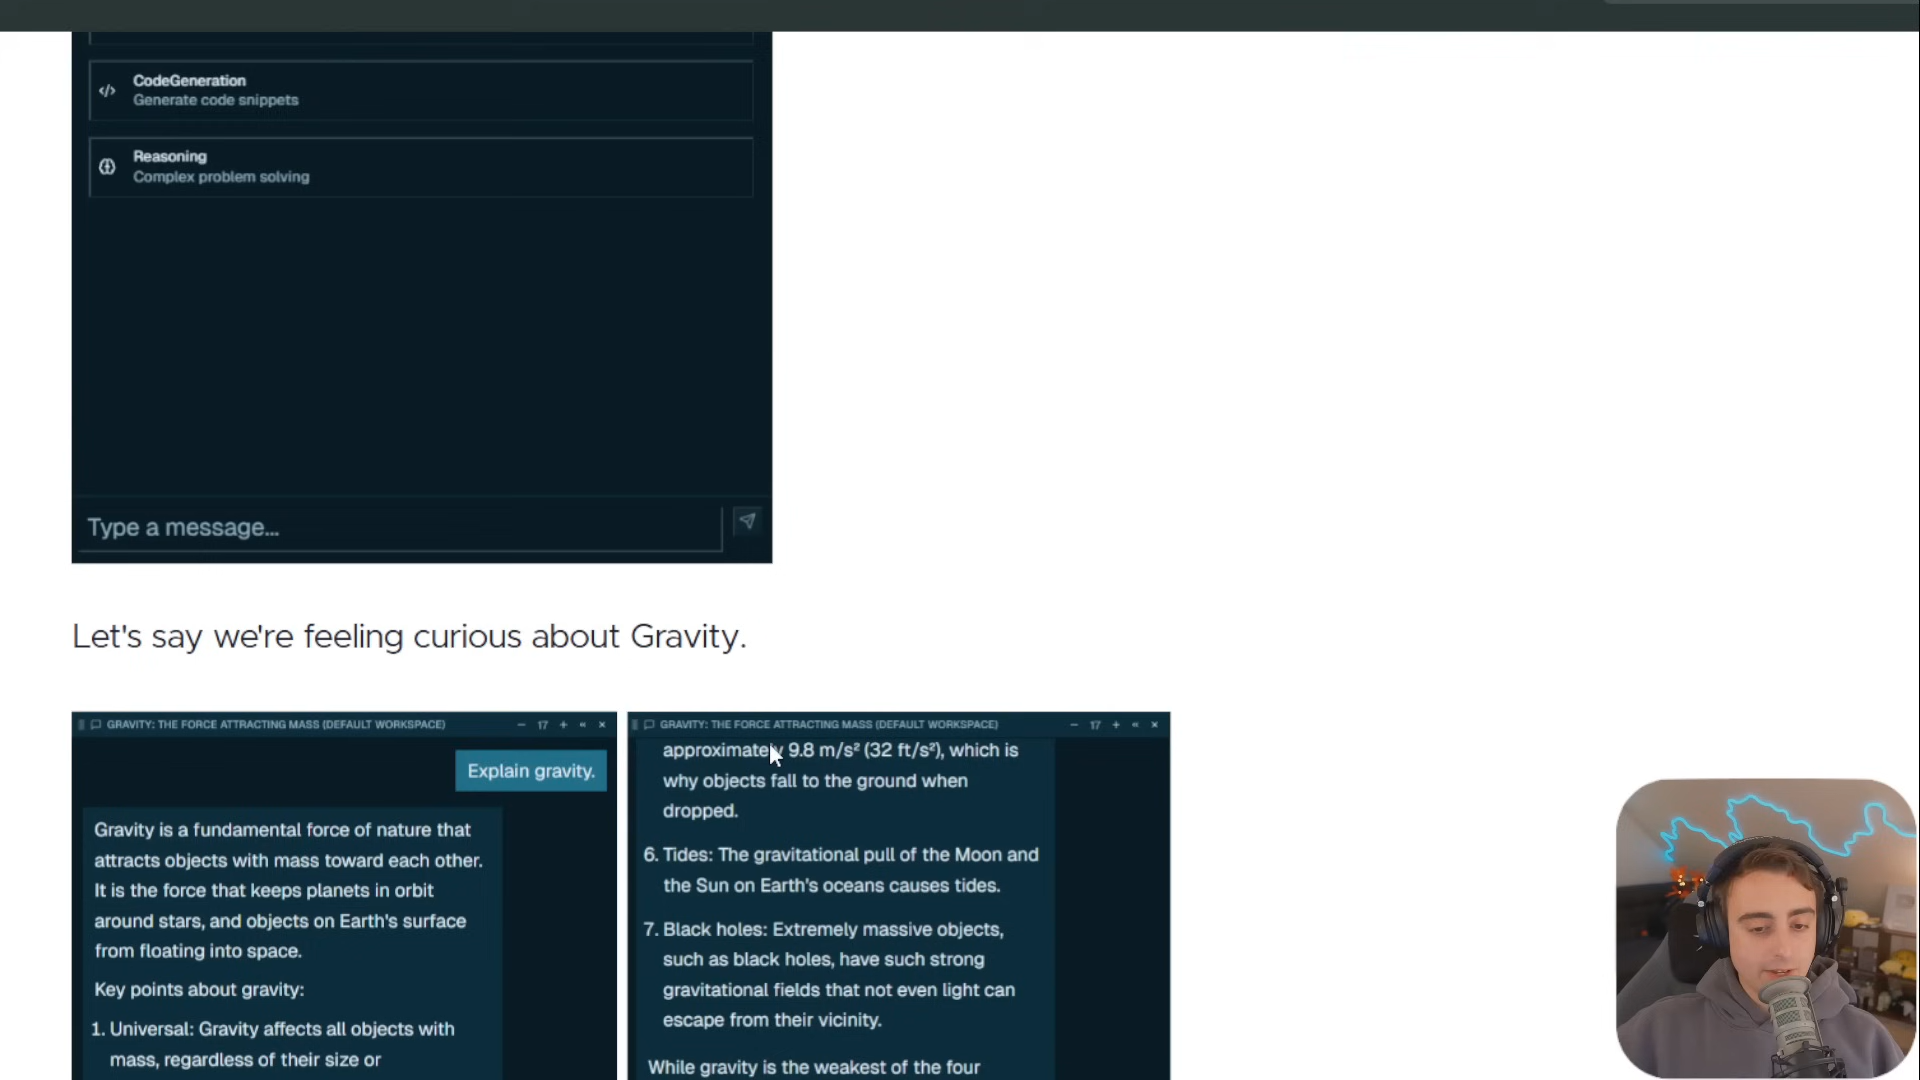 CodeGeneration
Generate code snippets
Reasoning
Complex problem solving
Type a message...
Let's say we're feeling curious about Gravity.
GRAVITY: THE FORCE ATTRACTING MASS (DEFAULT WORKSPACE) − 17 + « ×
Explain gravity.
Gravity is a fundamental force of nature that
attracts objects with mass toward each other.
It is the force that keeps planets in orbit
around stars, and objects on Earth's surface
from floating into space.
Key points about gravity:
1. Universal: Gravity affects all objects with
mass, regardless of their size or
GRAVITY: THE FORCE ATTRACTING MASS (DEFAULT WORKSPACE) − 17 + « ×
approximately 9.8 m/s² (32 ft/s²), which is
why objects fall to the ground when
dropped.
6. Tides: The gravitational pull of the Moon and
the Sun on Earth's oceans causes tides.
7. Black holes: Extremely massive objects,
such as black holes, have such strong
gravitational fields that not even light can
escape from their vicinity.
While gravity is the weakest of the four